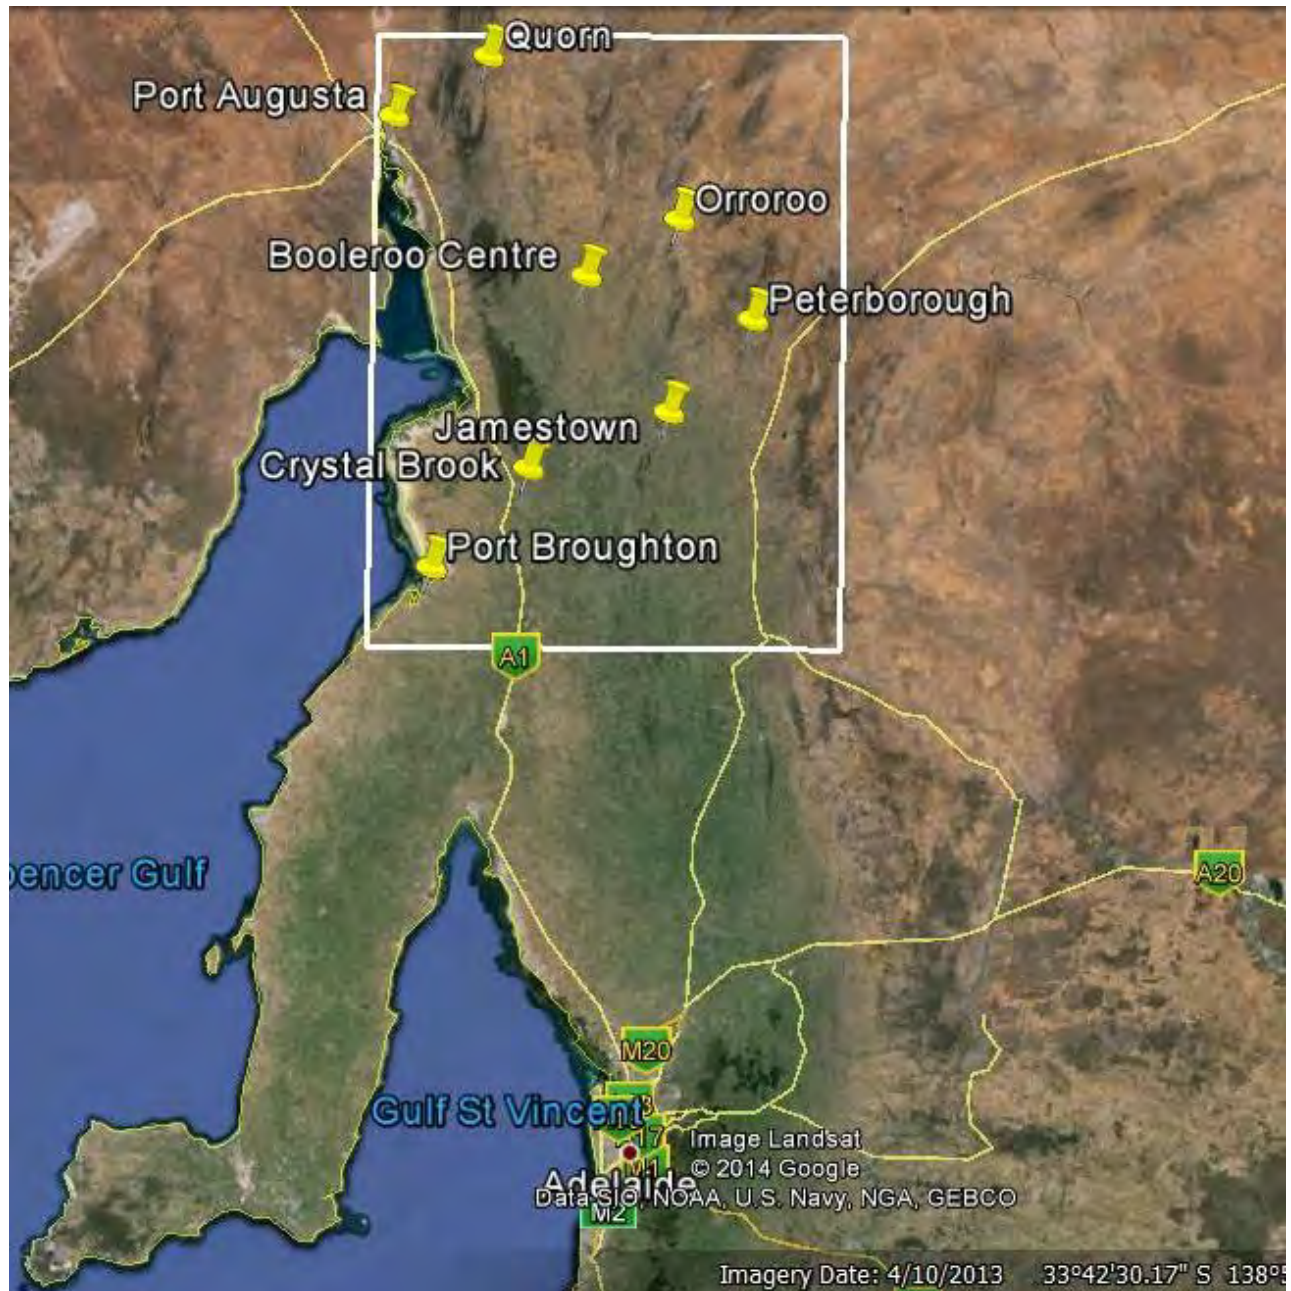 Quorn
Port Augusta
Orroroo
Booleroo Centre
Peterborough
Jamestown
Crystal Brook
Port Broughton
A1
A20
pencer Gulf
M20
Gulf St Vincent
Image Landsat
© 2014 Google
Adelaide
Data SIO, NOAA, U.S. Navy, NGA, GEBCO
M2
Imagery Date: 4/10/2013 33°42'30.17" S 138°